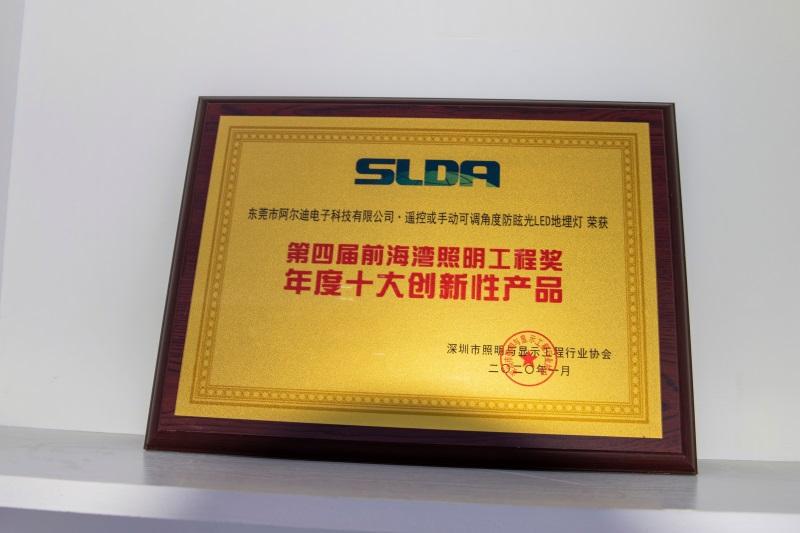 SLDA
东莞市阿尔迪电子科技有限公司·遥控或手动可调角度防眩光LED地埋灯 荣获
第四届前海湾照明工程奖
年度十大创新性产品
深圳市照明与显示工程行业协会
二〇二〇年一月